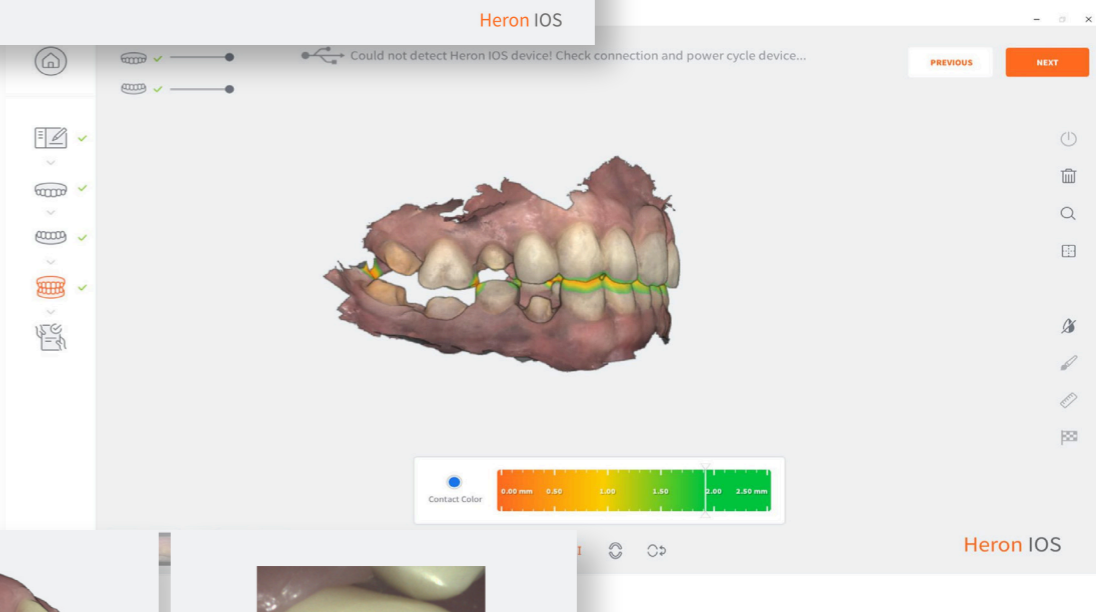 Heron IOS
Could not detect Heron IOS device! Check connection and power cycle device...
PREVIOUS
NEXT
Contact Color
0.00 mm 0.50 1.00 1.50 2.00 2.50 mm
Heron IOS